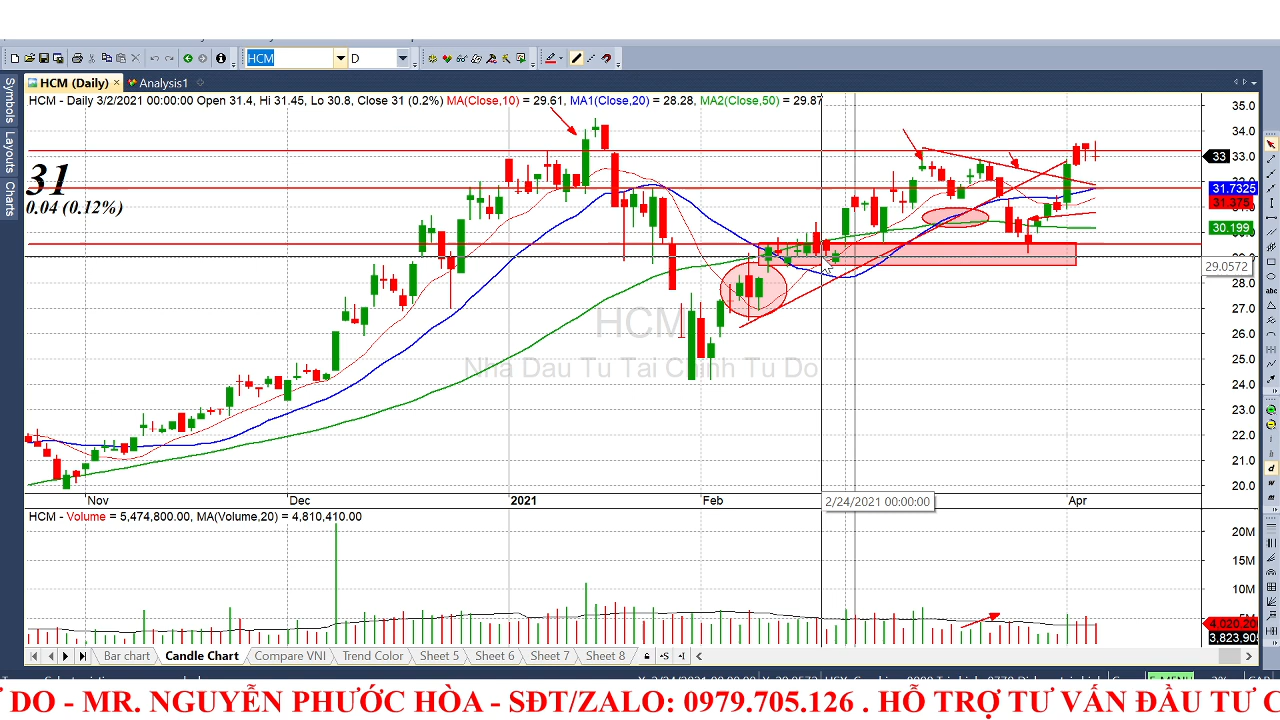 HCM D
Symbols
Layouts
Charts
HCM (Daily) Analysis1
HCM - Daily 3/2/2021 00:00:00 Open 31.4, Hi 31.45, Lo 30.8, Close 31 (0.2%) MA(Close,10) = 29.61, MA1(Close,20) = 28.28, MA2(Close,50) = 29.87
31
0.04 (0.12%)
35.0
34.0
33.0
33
31.7325
31.375
30.199
29.0572
28.0
27.0
26.0
25.0
24.0
23.0
22.0
21.0
20.0
HCM
Nha Dau Tu Tai Chinh Tu Do
Nov Dec 2021 Feb Apr
2/24/2021 00:00:00
HCM - Volume = 5,474,800.00, MA(Volume,20) = 4,810,410.00
20M
15M
10M
Bar chart Candle Chart Compare VNI Trend Color Sheet 5 Sheet 6 Sheet 7 Sheet 8
DO - MR. NGUYỄN PHƯỚC HÒA - SĐT/ZALO: 0979.705.126 . HỖ TRỢ TƯ VẤN ĐẦU TƯ